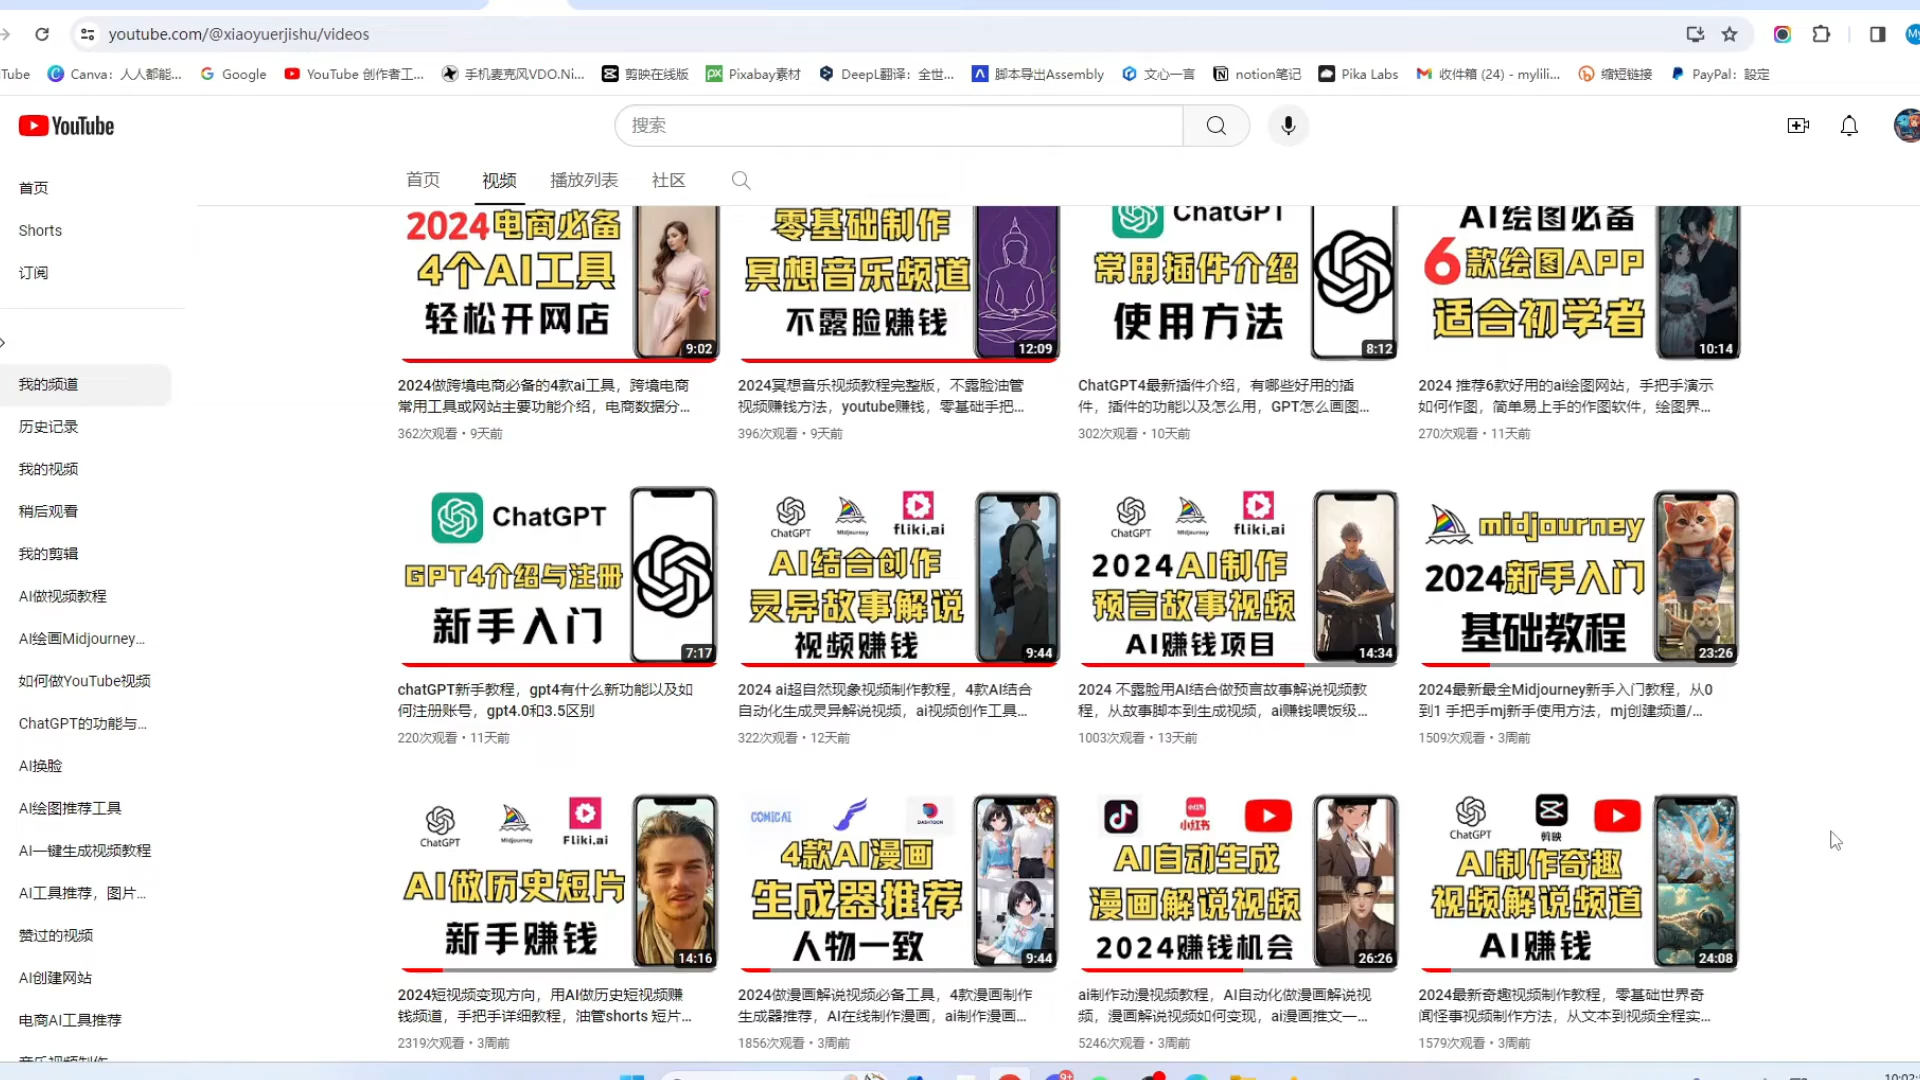 youtube.com/@xiaoyuerjishu/videos
Tube
Canva：人人都能...
Google
YouTube 创作者工...
手机麦克风VDO.Ni...
剪映在线版
Pixabay素材
DeepL翻译：全世...
脚本导出Assembly
文心一言
notion笔记
Pika Labs
收件箱 (24) - mylili...
缩短链接
PayPal：設定
YouTube
搜索
首页
视频
播放列表
社区
首页
Shorts
订阅
我的频道
历史记录
我的视频
稍后观看
我的剪辑
AI做视频教程
AI绘画Midjourney...
如何做YouTube视频
ChatGPT的功能与...
AI换脸
AI绘图推荐工具
AI一键生成视频教程
AI工具推荐，图片...
赞过的视频
AI创建网站
电商AI工具推荐
音乐视频制作
2024电商必备
4个AI工具
轻松开网店
9:02
2024做跨境电商必备的4款ai工具，跨境电商
常用工具或网站主要功能介绍，电商数据分...
362次观看・9天前
零基础制作
冥想音乐频道
不露脸赚钱
12:09
2024冥想音乐视频教程完整版，不露脸油管
视频赚钱方法，youtube赚钱，零基础手把...
396次观看・9天前
ChatGPT
常用插件介绍
使用方法
8:12
ChatGPT4最新插件介绍，有哪些好用的插
件，插件的功能以及怎么用，GPT怎么画图...
302次观看・10天前
AI绘图必备
6款绘图APP
适合初学者
10:14
2024 推荐6款好用的ai绘图网站，手把手演示
如何作图，简单易上手的作图软件，绘图界...
270次观看・11天前
ChatGPT
GPT4介绍与注册
新手入门
7:17
chatGPT新手教程，gpt4有什么新功能以及如
何注册账号，gpt4.0和3.5区别
220次观看・11天前
ChatGPT
Midjourney
fliki.ai
AI结合创作
灵异故事解说
视频赚钱
9:44
2024 ai超自然现象视频制作教程，4款AI结合
自动化生成灵异解说视频，ai视频创作工具...
322次观看・12天前
ChatGPT
Midjourney
fliki.ai
2024AI制作
预言故事视频
AI赚钱项目
14:34
2024 不露脸用AI结合做预言故事解说视频教
程，从故事脚本到生成视频，ai赚钱喂饭级...
1003次观看・13天前
midjourney
2024新手入门
基础教程
23:26
2024最新最全Midjourney新手入门教程，从0
到1 手把手mj新手使用方法，mj创建频道/...
1509次观看・3周前
ChatGPT
Midjourney
Fliki.ai
AI做历史短片
新手赚钱
14:16
2024短视频变现方向，用AI做历史短视频赚
钱频道，手把手详细教程，油管shorts 短片...
2319次观看・3周前
COMICAI
DASHTOON
4款AI漫画
生成器推荐
人物一致
9:44
2024做漫画解说视频必备工具，4款漫画制作
生成器推荐，AI在线制作漫画，ai制作漫画...
1856次观看・3周前
小红书
AI自动生成
漫画解说视频
2024赚钱机会
26:26
ai制作动漫视频教程，AI自动化做漫画解说视
频，漫画解说视频如何变现，ai漫画推文一...
5246次观看・3周前
ChatGPT
剪映
AI制作奇趣
视频解说频道
AI赚钱
24:08
2024最新奇趣视频制作教程，零基础世界奇
闻怪事视频制作方法，从文本到视频全程实...
1579次观看・3周前